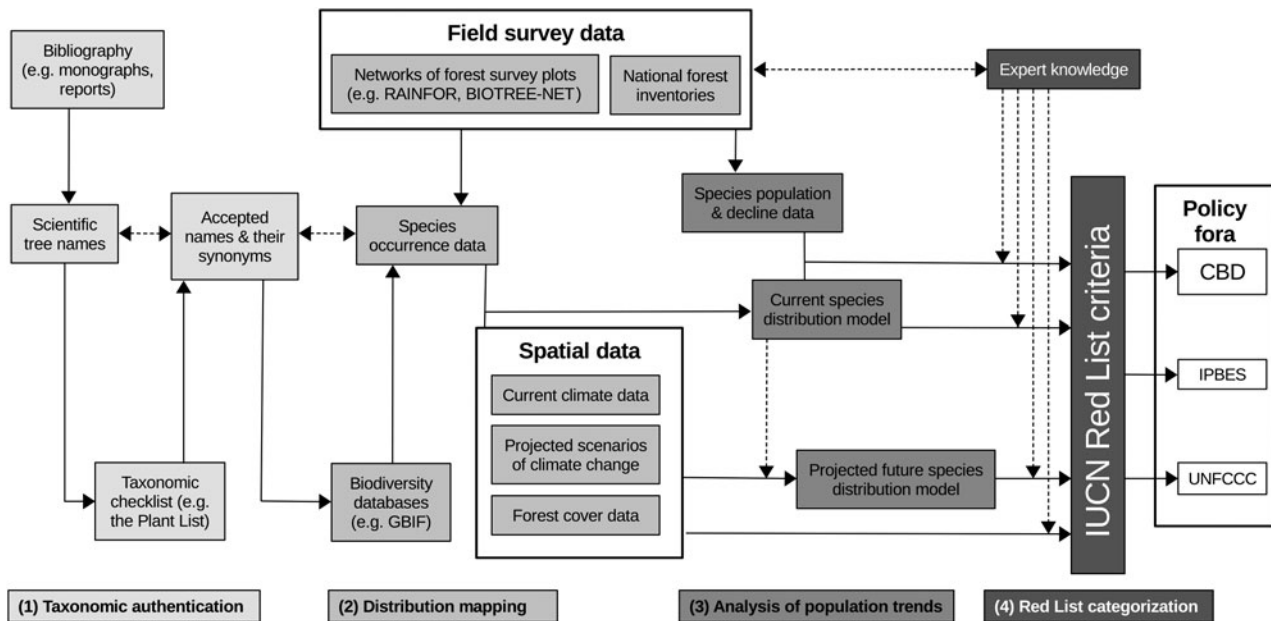 Bibliography
(e.g. monographs,
reports)
Field survey data
Networks of forest survey plots
(e.g. RAINFOR, BIOTREE-NET)
National forest
inventories
Expert knowledge
Scientific
tree names
Accepted
names & their
synonyms
Species
occurrence data
Species population
& decline data
Current species
distribution model
Spatial data
Current climate data
Projected scenarios
of climate change
Forest cover data
Taxonomic
checklist (e.g.
the Plant List)
Biodiversity
databases
(e.g. GBIF)
Projected future species
distribution model
IUCN Red List criteria
Policy
fora
CBD
IPBES
UNFCCC
(1) Taxonomic authentication
(2) Distribution mapping
(3) Analysis of population trends
(4) Red List categorization